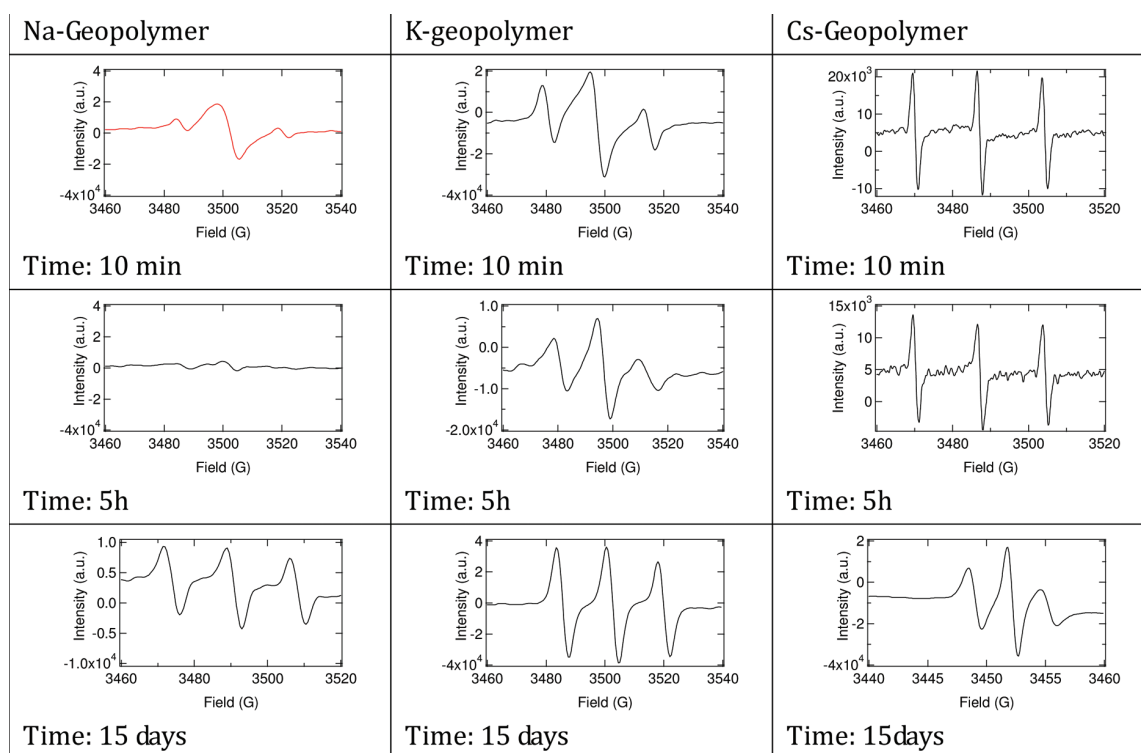 Na-Geopolymer
K-geopolymer
Cs-Geopolymer
4
2
0
-2
-4x10^4
Intensity (a.u.)
3460 3480 3500 3520 3540
Field (G)
Time: 10 min
2
0
-2
-4x10^4
Intensity (a.u.)
3460 3480 3500 3520 3540
Field (G)
Time: 10 min
20x10^3
10
0
-10
Intensity (a.u.)
3460 3480 3500 3520
Field (G)
Time: 10 min
4
2
0
-2
-4x10^4
Intensity (a.u.)
3460 3480 3500 3520 3540
Field (G)
Time: 5h
1.0
0.0
-1.0
-2.0x10^4
Intensity (a.u.)
3460 3480 3500 3520 3540
Field (G)
Time: 5h
15x10^3
10
5
0
Intensity (a.u.)
3460 3480 3500 3520
Field (G)
Time: 5h
1.0
0.5
0.0
-0.5
-1.0x10^4
Intensity (a.u.)
3460 3480 3500 3520
Field (G)
Time: 15 days
4
2
0
-2
-4x10^4
Intensity (a.u.)
3460 3480 3500 3520 3540
Field (G)
Time: 15 days
2
0
-2
-4x10^4
Intensity (a.u.)
3440 3445 3450 3455 3460
Field (G)
Time: 15days